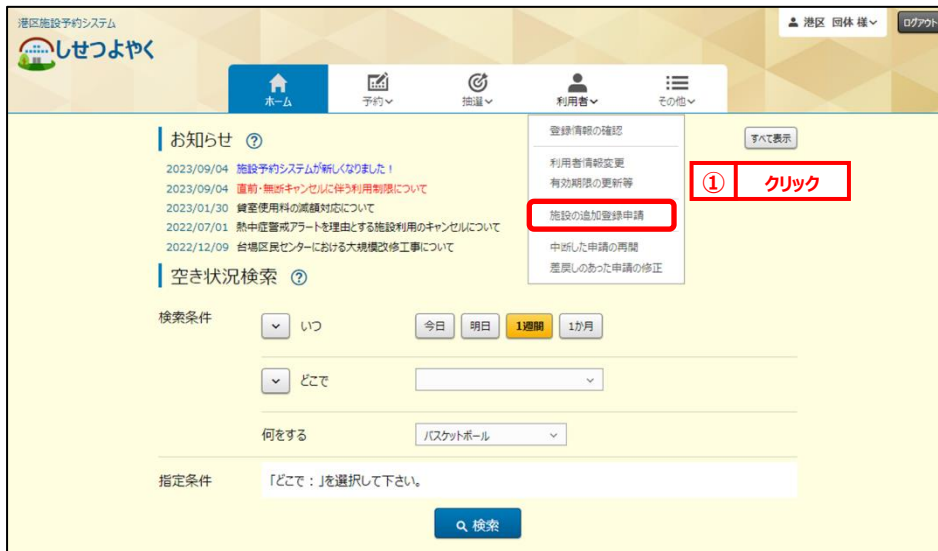 港区施設予約システム
しせつよやく
港区 団体 様
ログアウト
ホーム
予約
抽選
利用者
その他
お知らせ ?
すべて表示
2023/09/04 施設予約システムが新しくなりました！
2023/09/04 直前・無断キャンセルに伴う利用制限について
2023/01/30 貸室使用料の減額対応について
2022/07/01 熱中症警戒アラートを理由とする施設利用のキャンセルについて
2022/12/09 台場区民センターにおける大規模改修工事について
登録情報の確認
利用者情報変更
有効期限の更新等
施設の追加登録申請
中断した申請の再開
差戻しのあった申請の修正
① クリック
空き状況検索 ?
検索条件
いつ
今日 明日 1週間 1か月
どこで
何をする
バスケットボール
指定条件
「どこで：」を選択して下さい。
検索